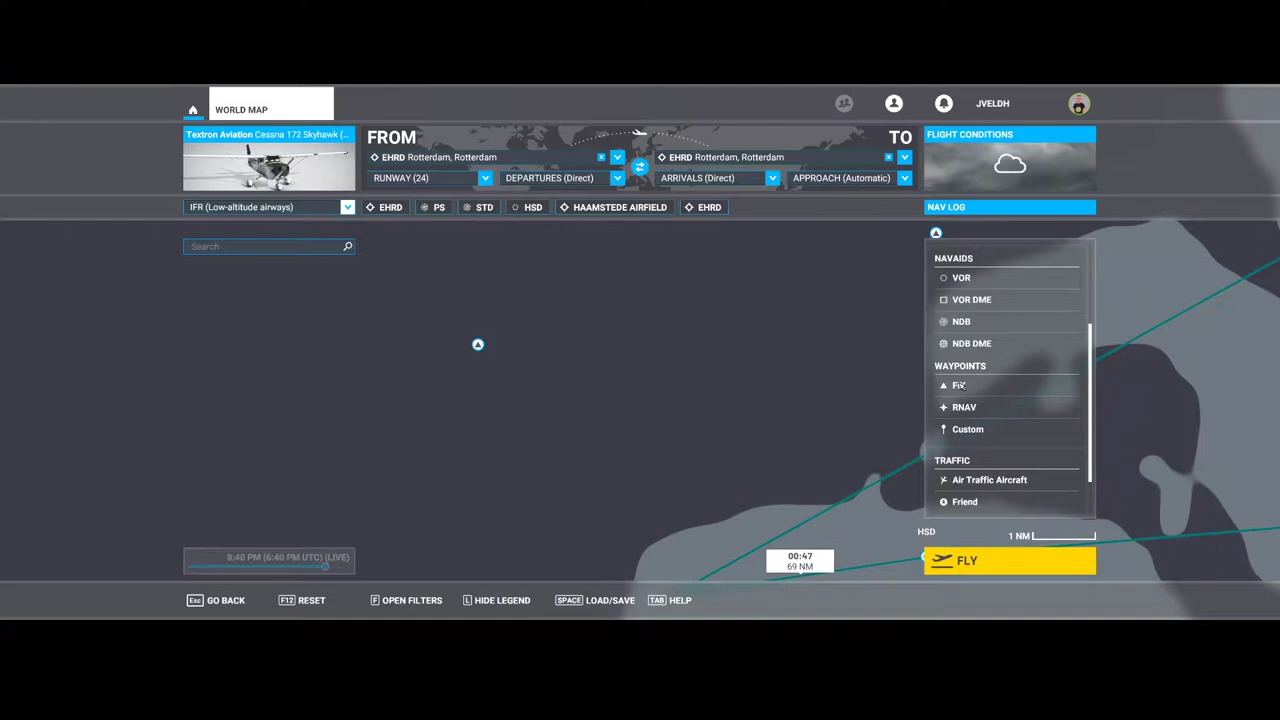 WORLD MAP
JVELDH
Textron Aviation Cessna 172 Skyhawk (...
FROM
TO
FLIGHT CONDITIONS
EHRD Rotterdam, Rotterdam
EHRD Rotterdam, Rotterdam
RUNWAY (24)
DEPARTURES (Direct)
ARRIVALS (Direct)
APPROACH (Automatic)
IFR (Low-altitude airways)
EHRD
PS
STD
HSD
HAAMSTEDE AIRFIELD
EHRD
NAV LOG
Search
NAVAIDS
VOR
VOR DME
NDB
NDB DME
WAYPOINTS
Fix
RNAV
Custom
TRAFFIC
Air Traffic Aircraft
Friend
HSD
1 NM
8:40 PM (6:40 PM UTC) (LIVE)
00:47
69 NM
FLY
Esc GO BACK
F12 RESET
F OPEN FILTERS
L HIDE LEGEND
SPACE LOAD/SAVE
TAB HELP